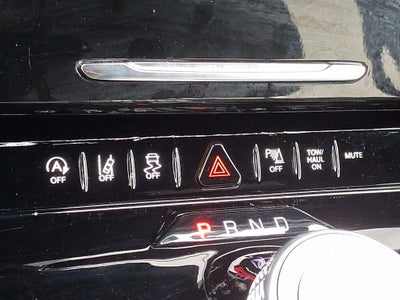 A
OFF
OFF
OFF
P
OFF
TOW/
HAUL
ON
MUTE
P R N D